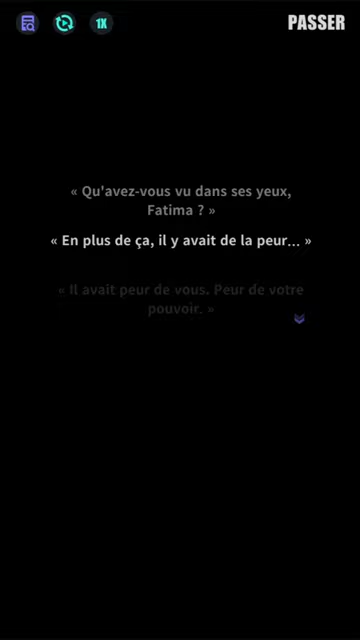 1X
PASSER
« Qu'avez-vous vu dans ses yeux,
Fatima ? »
« En plus de ça, il y avait de la peur... »
« Il avait peur de vous. Peur de votre
pouvoir. »